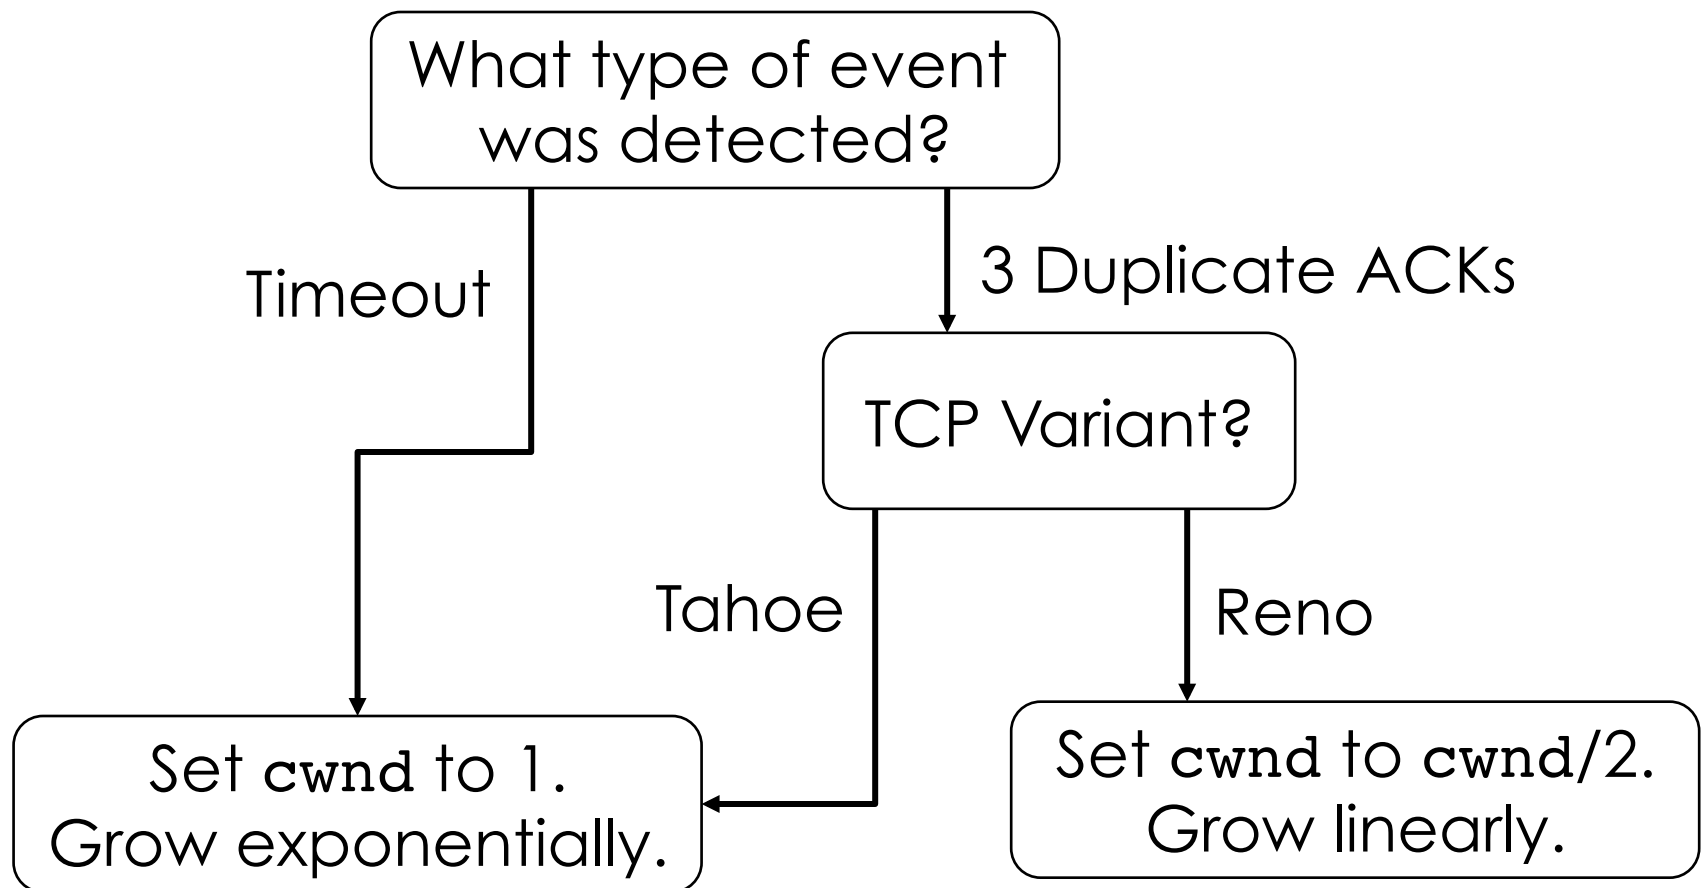 What type of event
was detected?
Timeout
3 Duplicate ACKs
TCP Variant?
Tahoe
Reno
Set cwnd to 1.
Grow exponentially.
Set cwnd to cwnd/2.
Grow linearly.